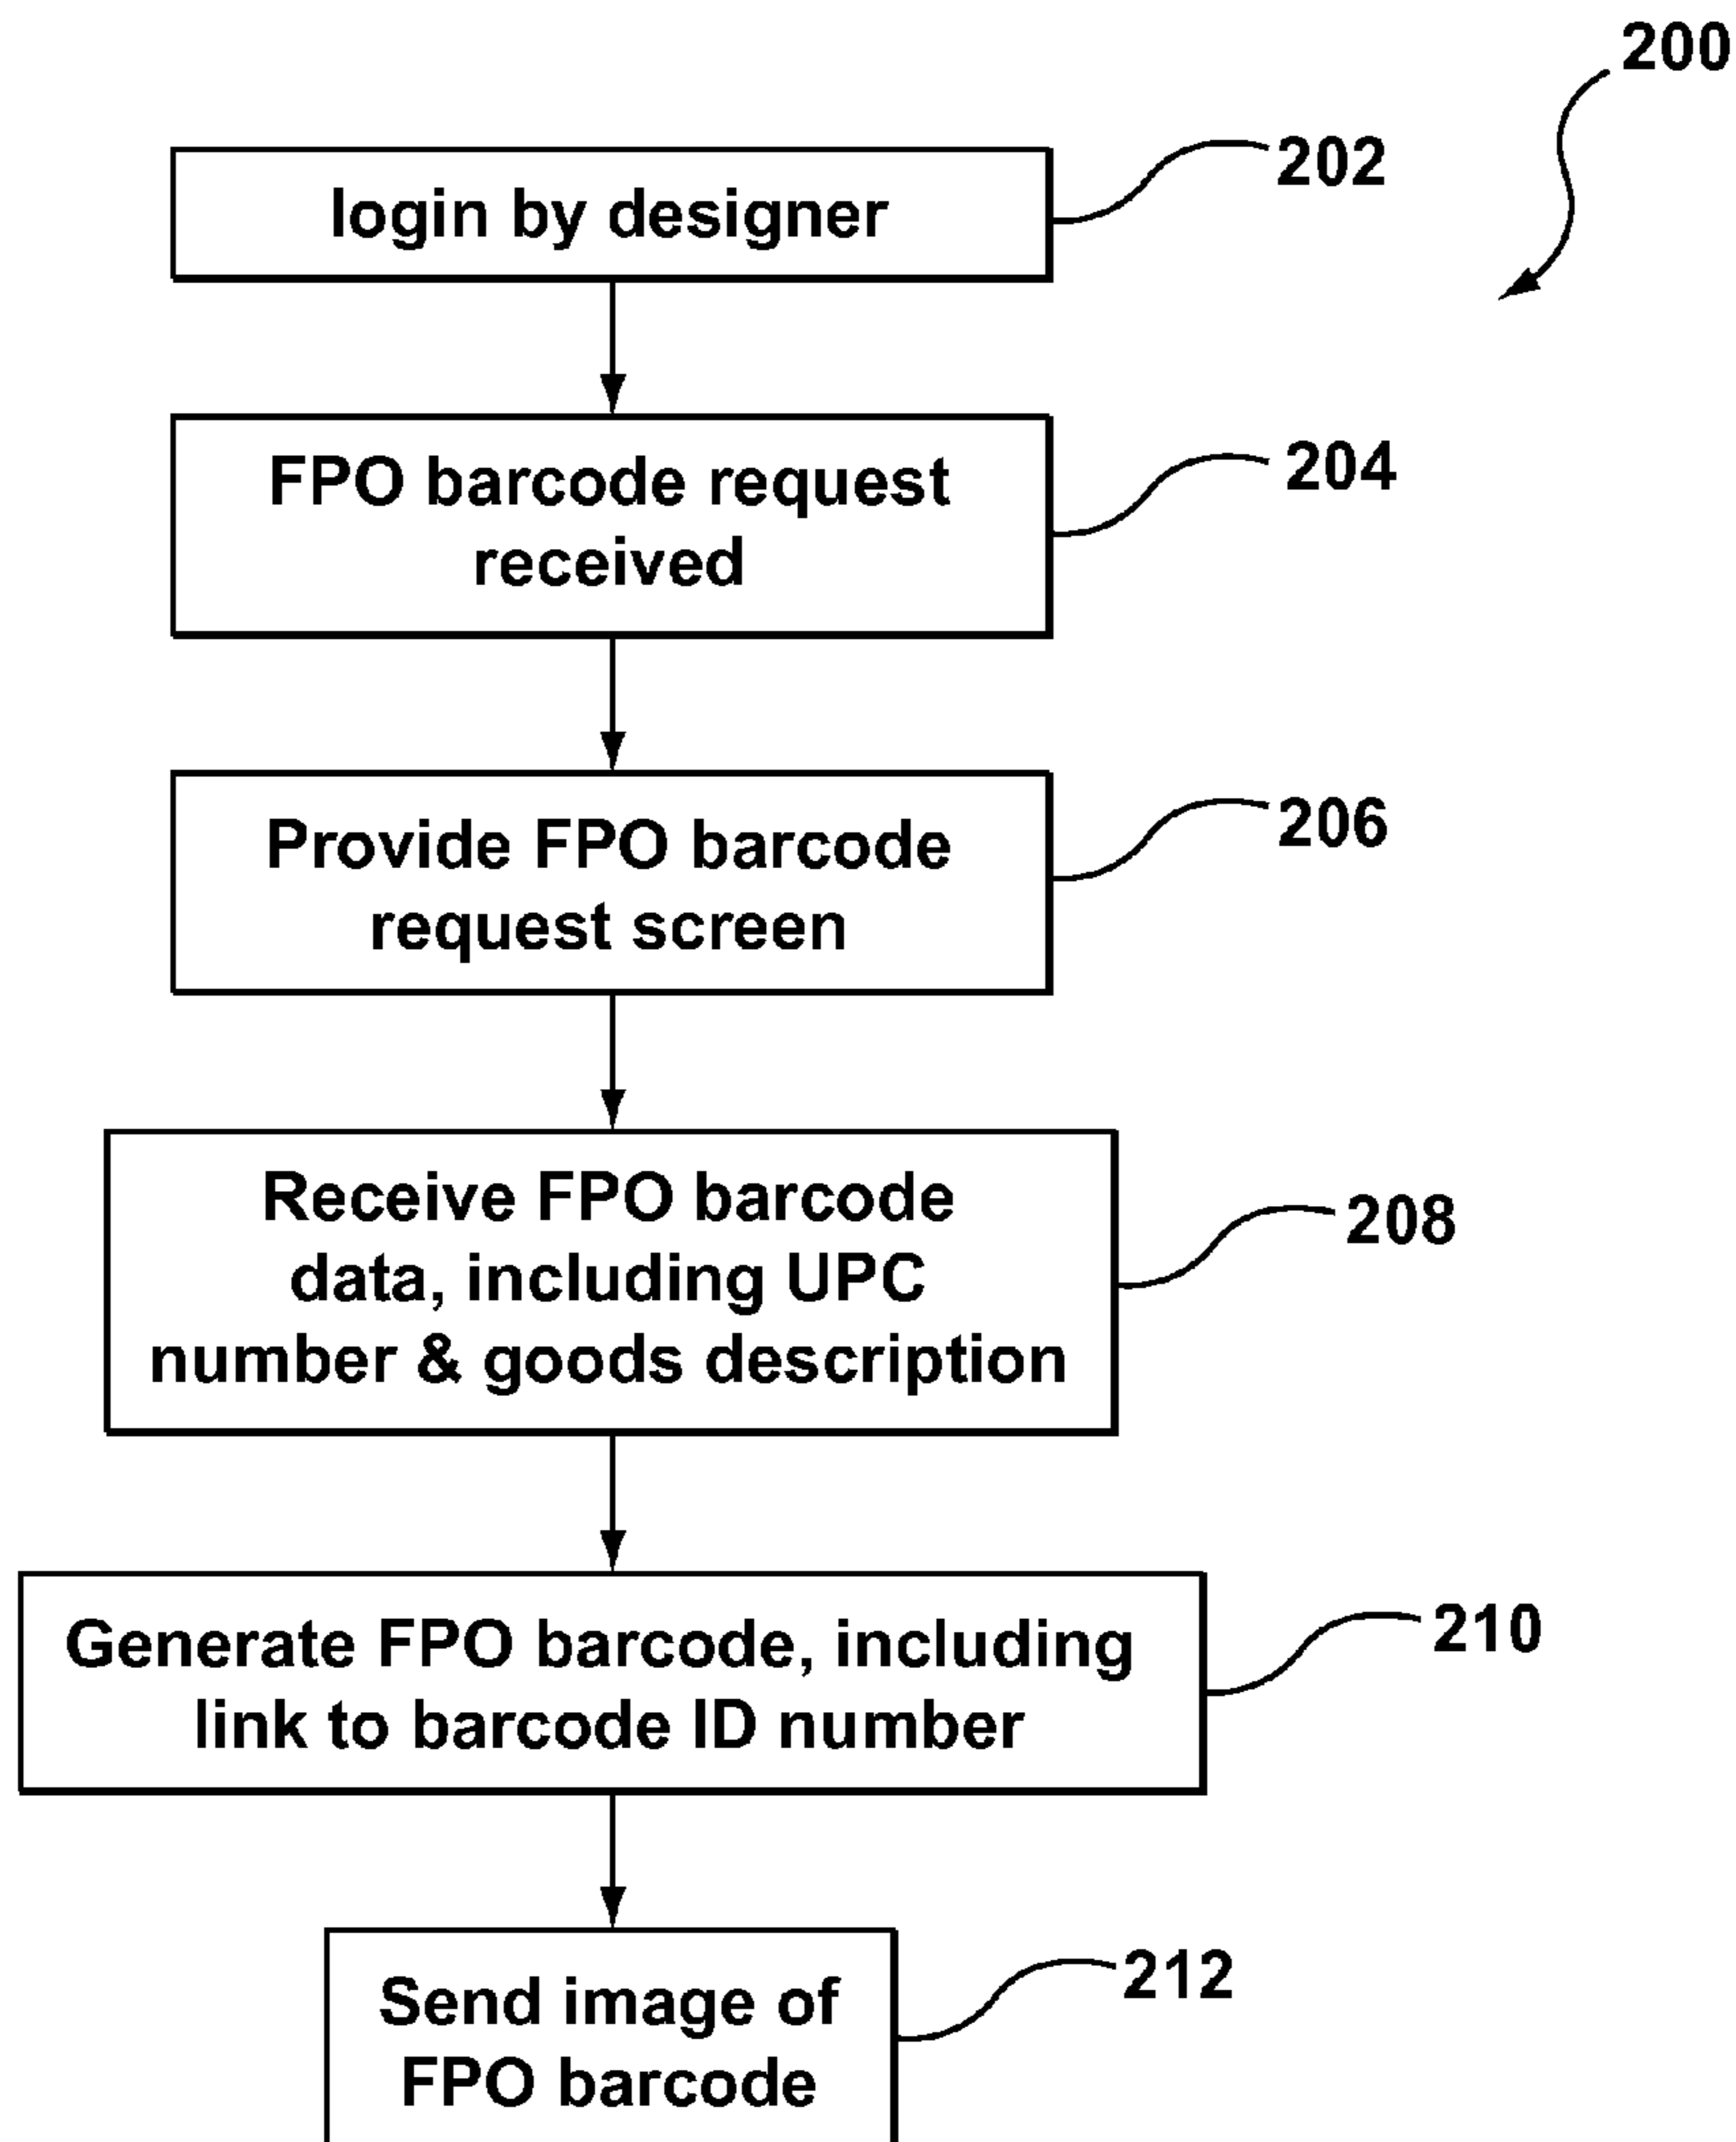 200
202
login by designer
204
FPO barcode request
received
206
Provide FPO barcode
request screen
208
Receive FPO barcode
data, including UPC
number & goods description
210
Generate FPO barcode, including
link to barcode ID number
212
Send image of
FPO barcode